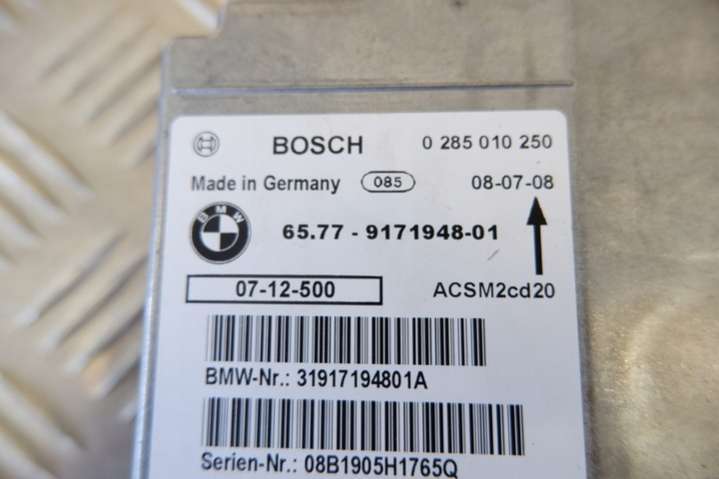 BOSCH 0 285 010 250
Made in Germany 085 08-07-08
BMW 65.77 - 9171948-01
07-12-500 ACSM2cd20
BMW-Nr.: 31917194801A
Serien-Nr.: 08B1905H1765Q